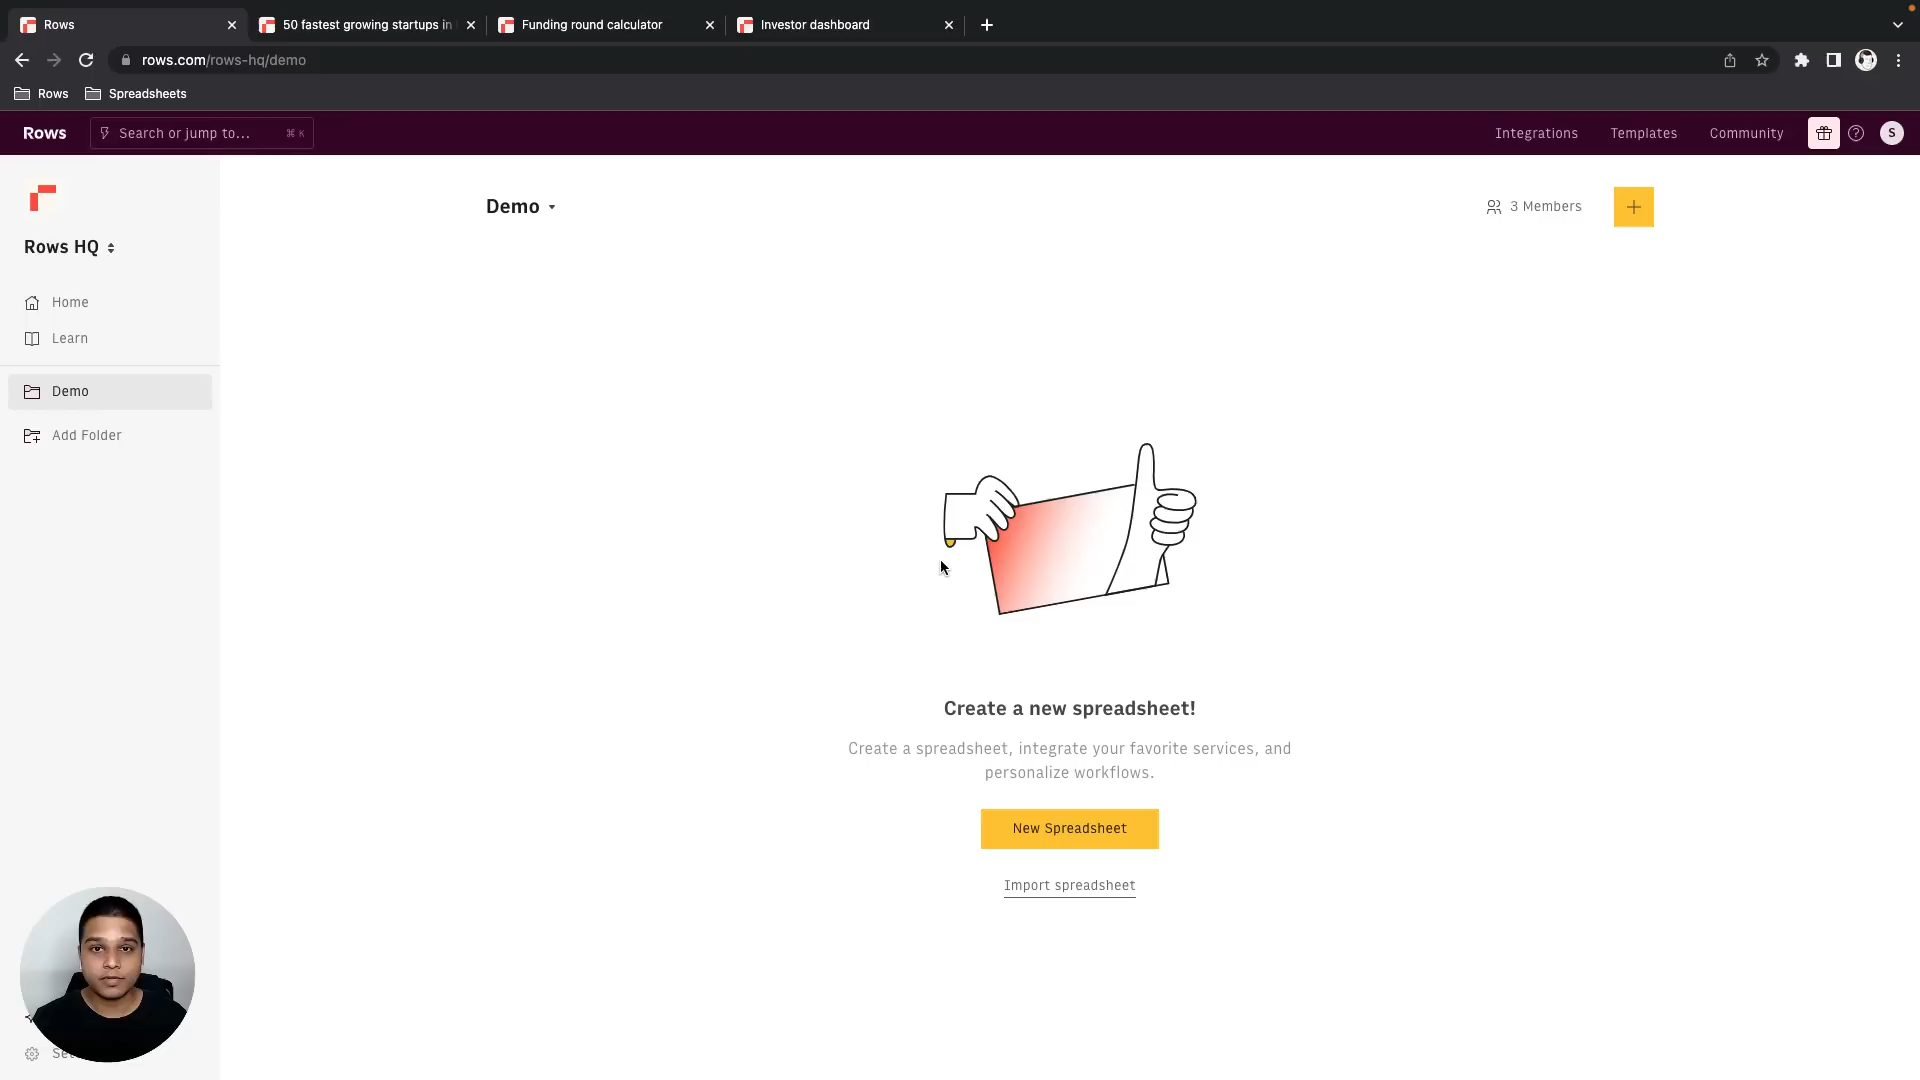 Rows
50 fastest growing startups in
Funding round calculator
Investor dashboard
rows.com/rows-hq/demo
Rows
Spreadsheets
Rows
Search or jump to...
⌘ K
Integrations
Templates
Community
?
S
Rows HQ
Home
Learn
Demo
Add Folder
Demo
3 Members
Create a new spreadsheet!
Create a spreadsheet, integrate your favorite services, and
personalize workflows.
New Spreadsheet
Import spreadsheet